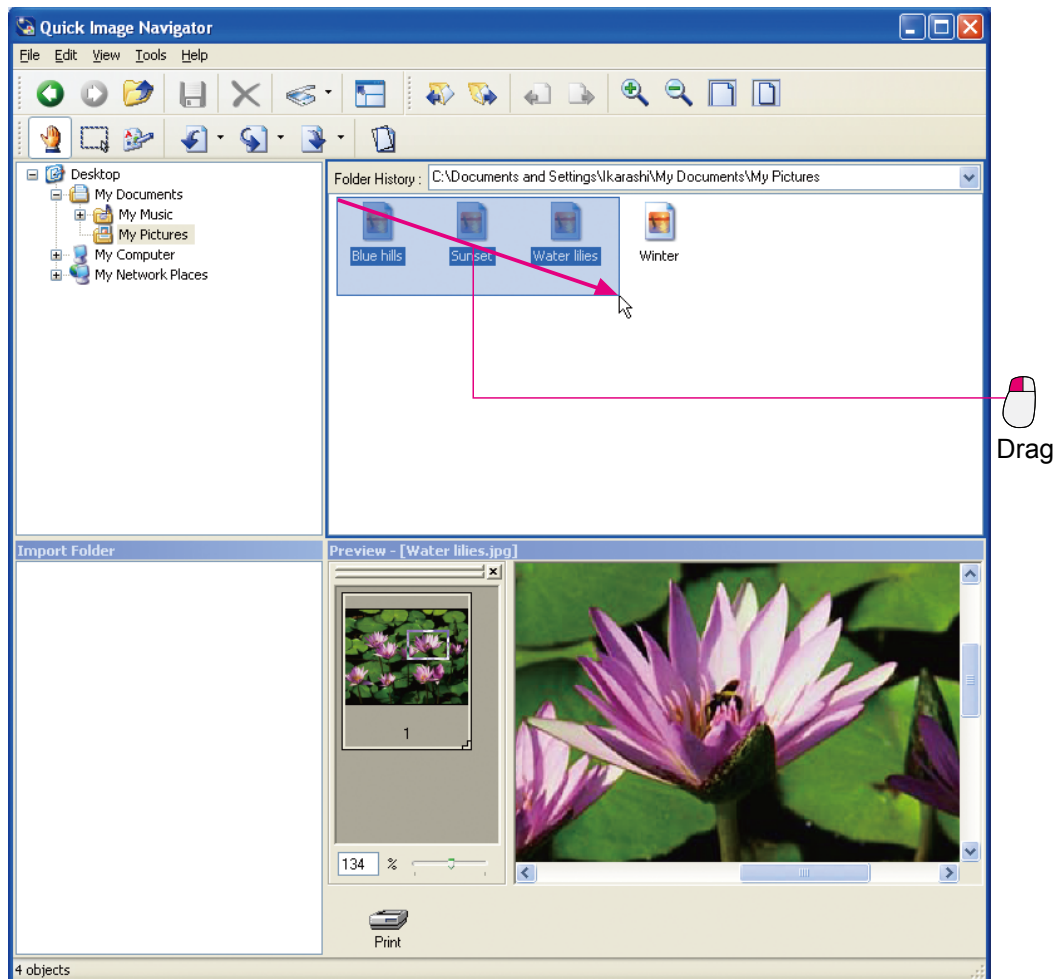 Quick Image Navigator
File Edit View Tools Help
Desktop
My Documents
My Music
My Pictures
My Computer
My Network Places
Folder History : C:\Documents and Settings\Ikarashi\My Documents\My Pictures
Blue hills Sunset Water lilies Winter
Drag
Import Folder
Preview - [Water lilies.jpg]
1
134 %
Print
4 objects